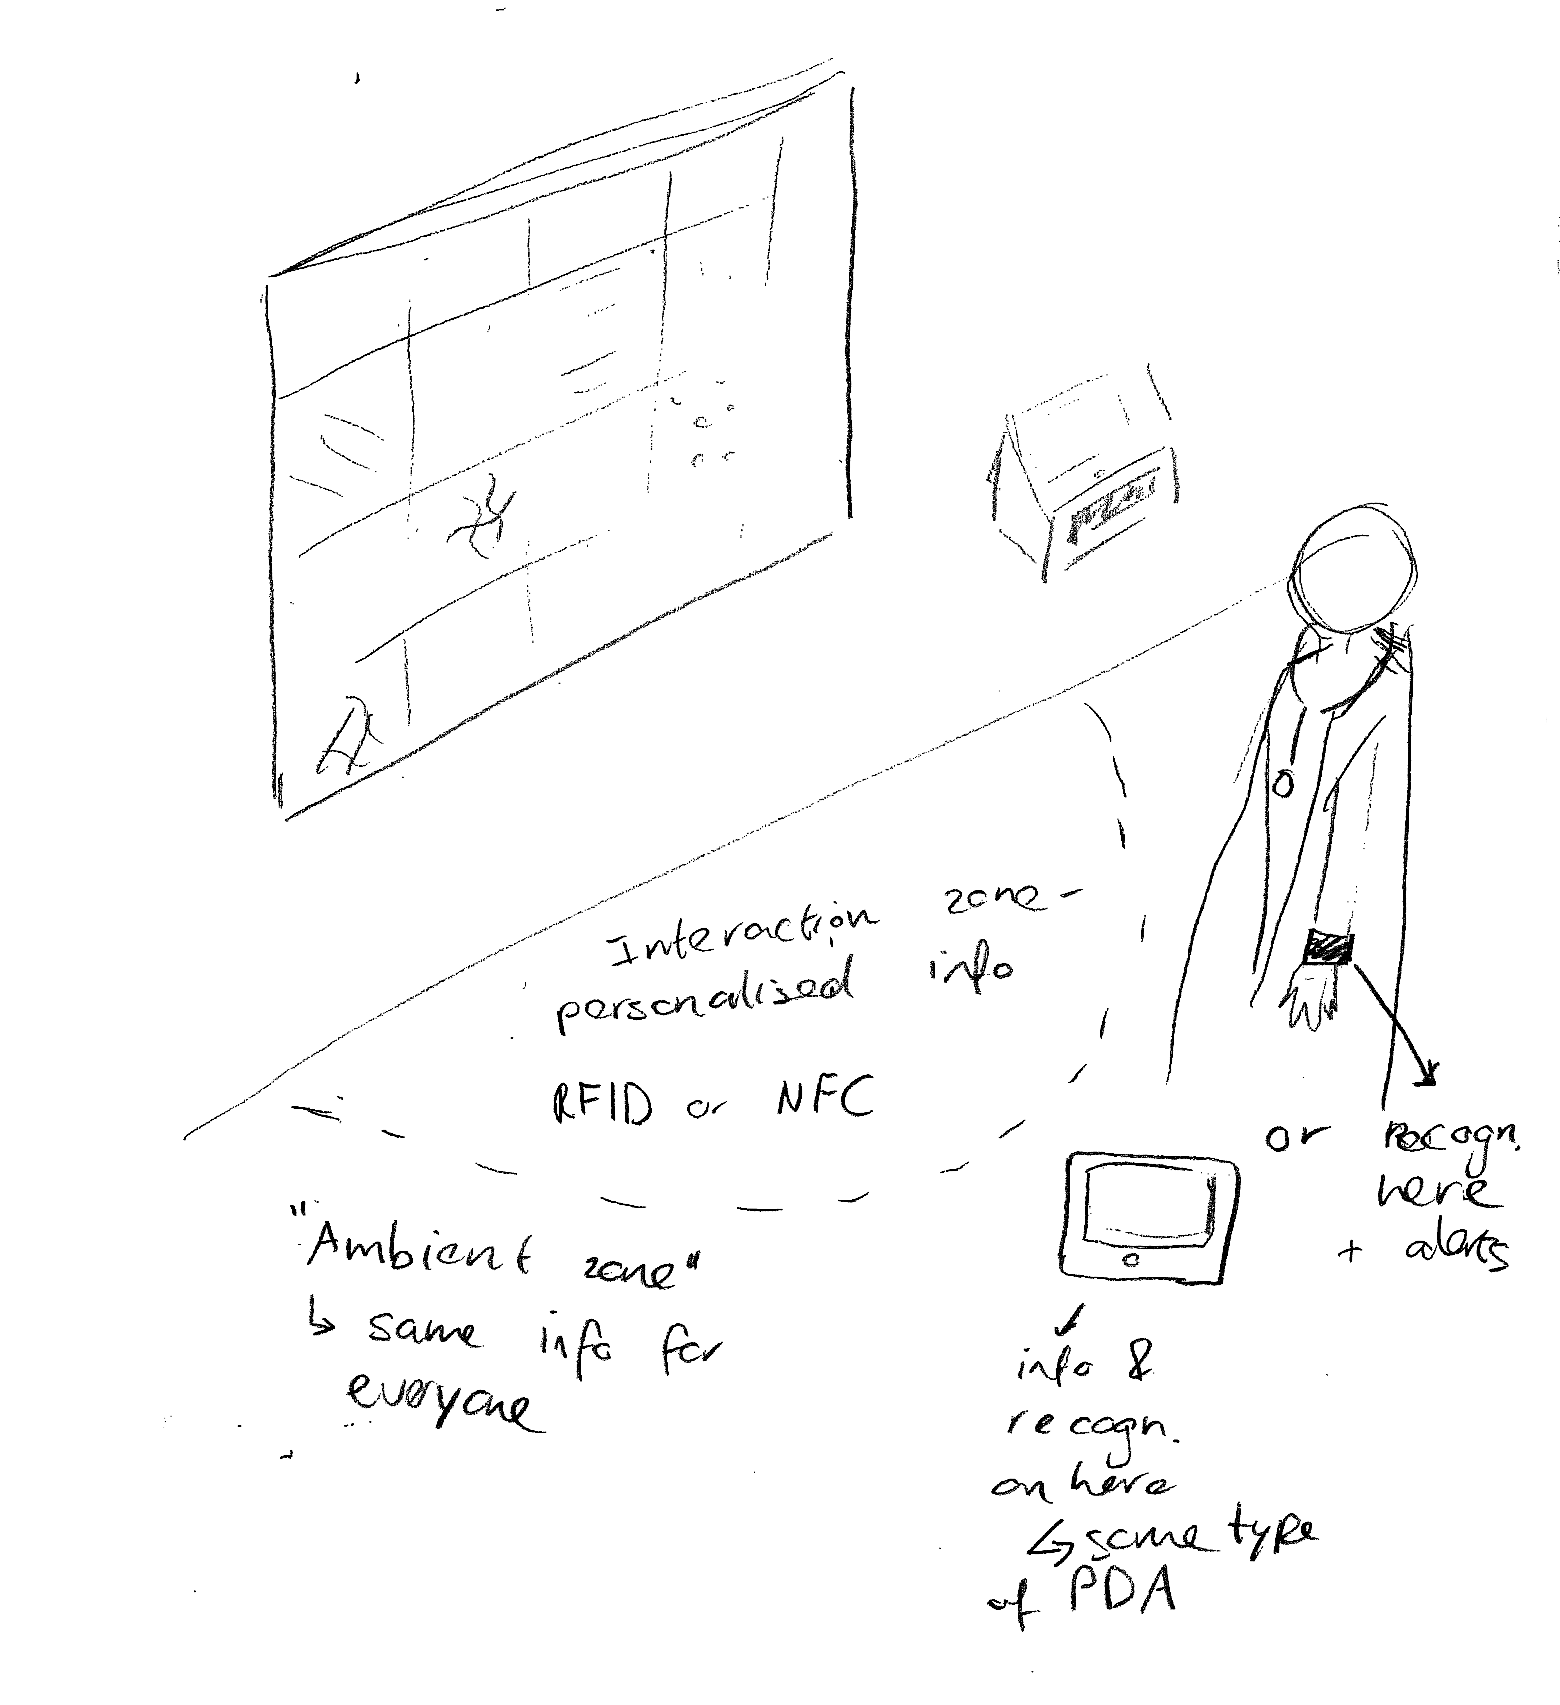 Interaction zone -
personalised info
RFID or NFC
"Ambient zone"
↳ same info for
everyone
or recogn.
here
+ alerts
info &
recogn.
on here
↳ some type
of PDA